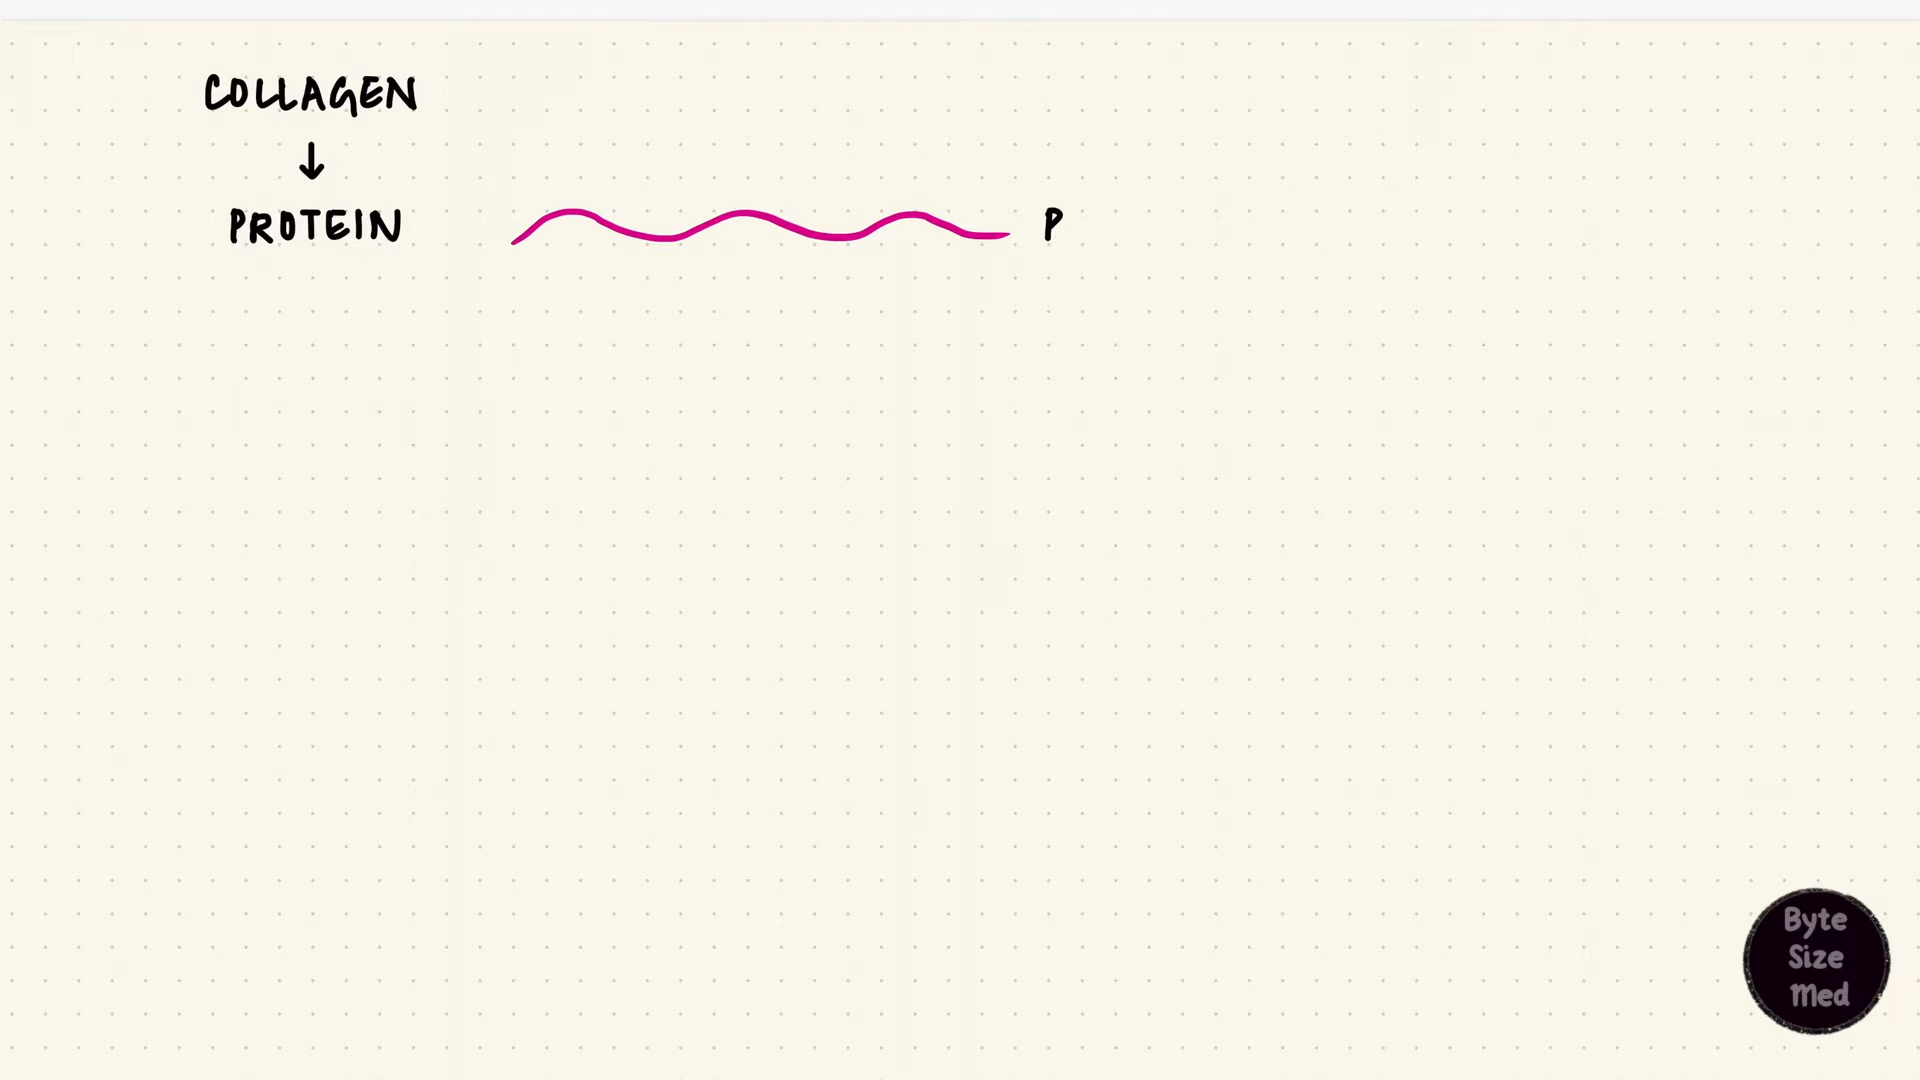 COLLAGEN
↓
PROTEIN P
Byte
Size
Med